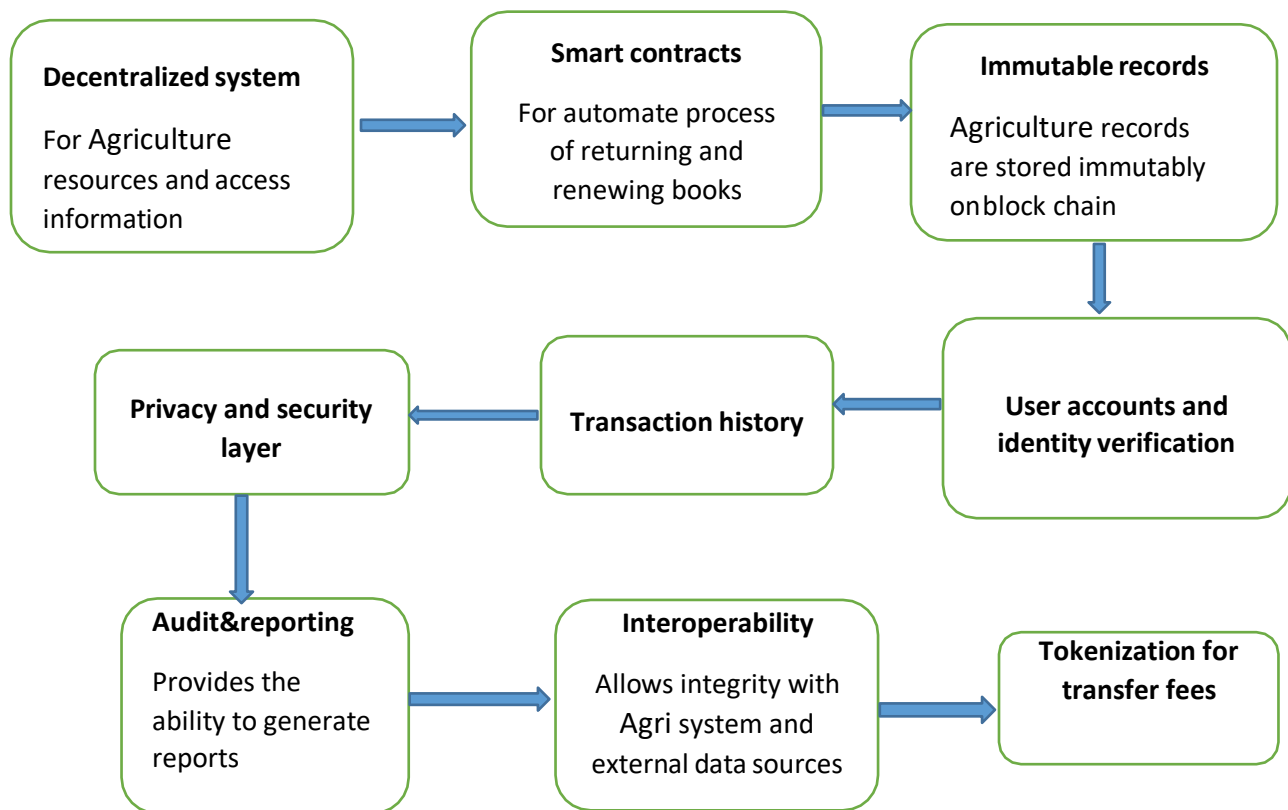 Decentralized system
For Agriculture
resources and access
information
Smart contracts
For automate process
of returning and
renewing books
Immutable records
Agriculture records
are stored immutably
onblock chain
User accounts and
identity verification
Transaction history
Privacy and security
layer
Audit&reporting
Provides the
ability to generate
reports
Interoperability
Allows integrity with
Agri system and
external data sources
Tokenization for
transfer fees